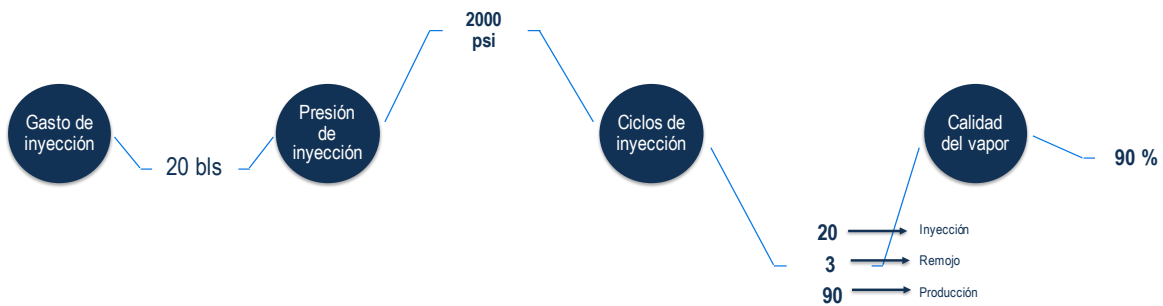 Gasto de
inyección
20 bls
Presión
de
inyección
2000
psi
Ciclos de
inyección
20 Inyección
3 Remojo
90 Producción
Calidad
del vapor
90 %